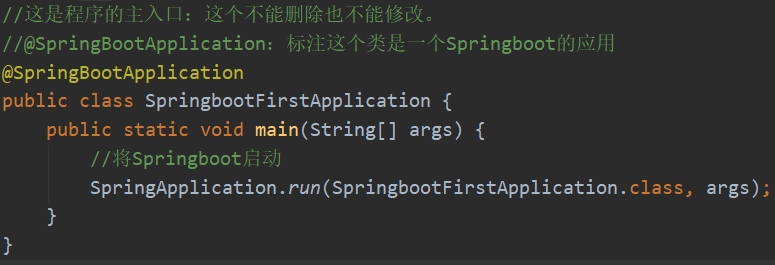 //这是程序的主入口：这个不能删除也不能修改。
//@SpringBootApplication：标注这个类是一个Springboot的应用
@SpringBootApplication
public class SpringbootFirstApplication {
    public static void main(String[] args) {
        //将Springboot启动
        SpringApplication.run(SpringbootFirstApplication.class, args);
    }
}